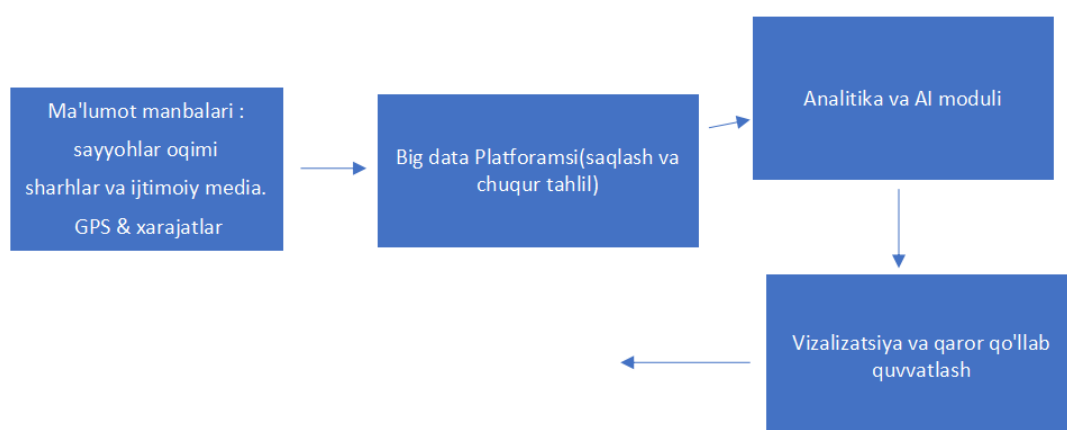 Ma'lumot manbalari :
sayyohlar oqimi
sharhlar va ijtimoiy media.
GPS & xarajatlar
Big data Platforamsi(saqlash va
chuqur tahlil)
Analitika va AI moduli
Vizalizatsiya va qaror qo'llab
quvvatlash